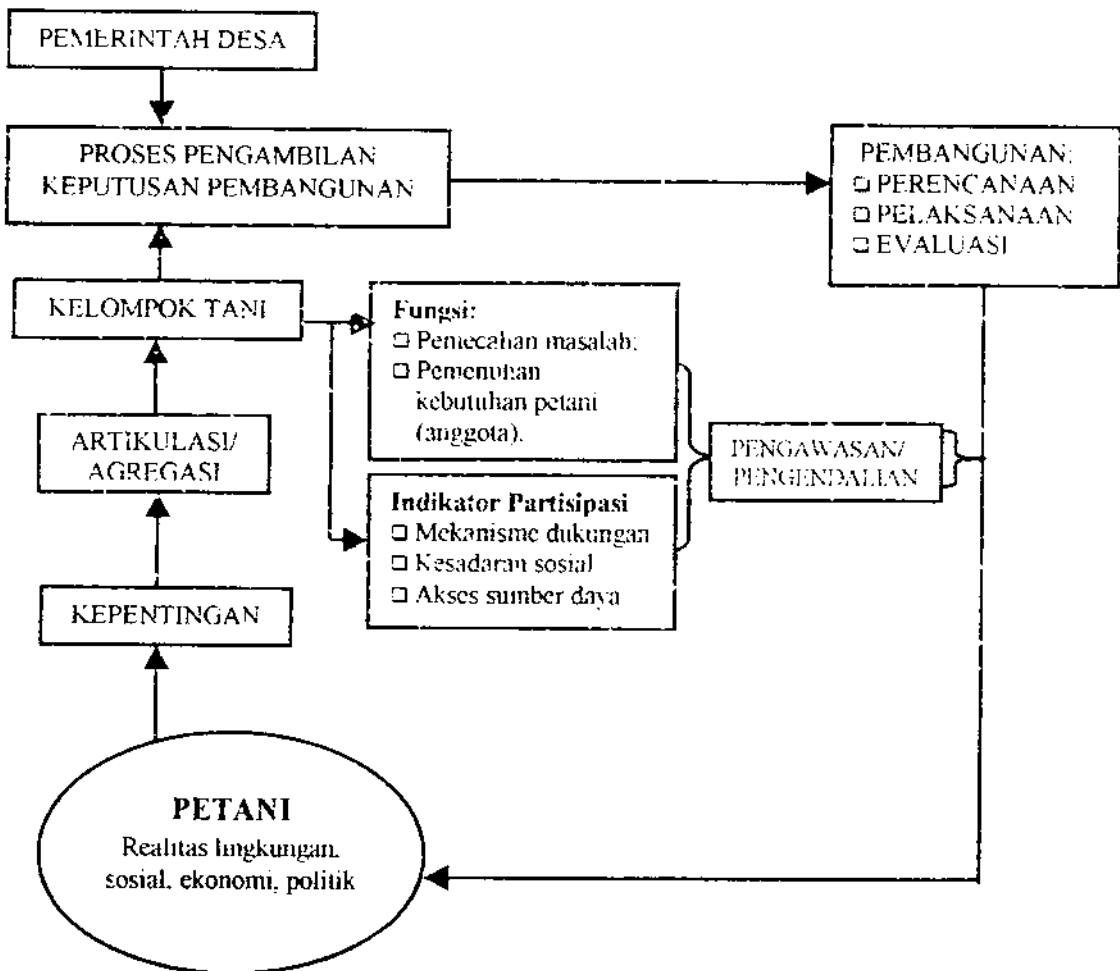 PEMERINTAH DESA
PROSES PENGAMBILAN
KEPUTUSAN PEMBANGUNAN
PEMBANGUNAN:
❑ PERENCANAAN
❑ PELAKSANAAN
❑ EVALUASI
KELOMPOK TANI
Fungsi:
❑ Pemecahan masalah;
❑ Pemenuhan
kebutuhan petani
(anggota).
ARTIKULASI/
AGREGASI
PENGAWASAN/
PENGENDALIAN
Indikator Partisipasi
❑ Mekanisme dukungan
❑ Kesadaran sosial
❑ Akses sumber daya
KEPENTINGAN
PETANI
Realitas lingkungan,
sosial, ekonomi, politik